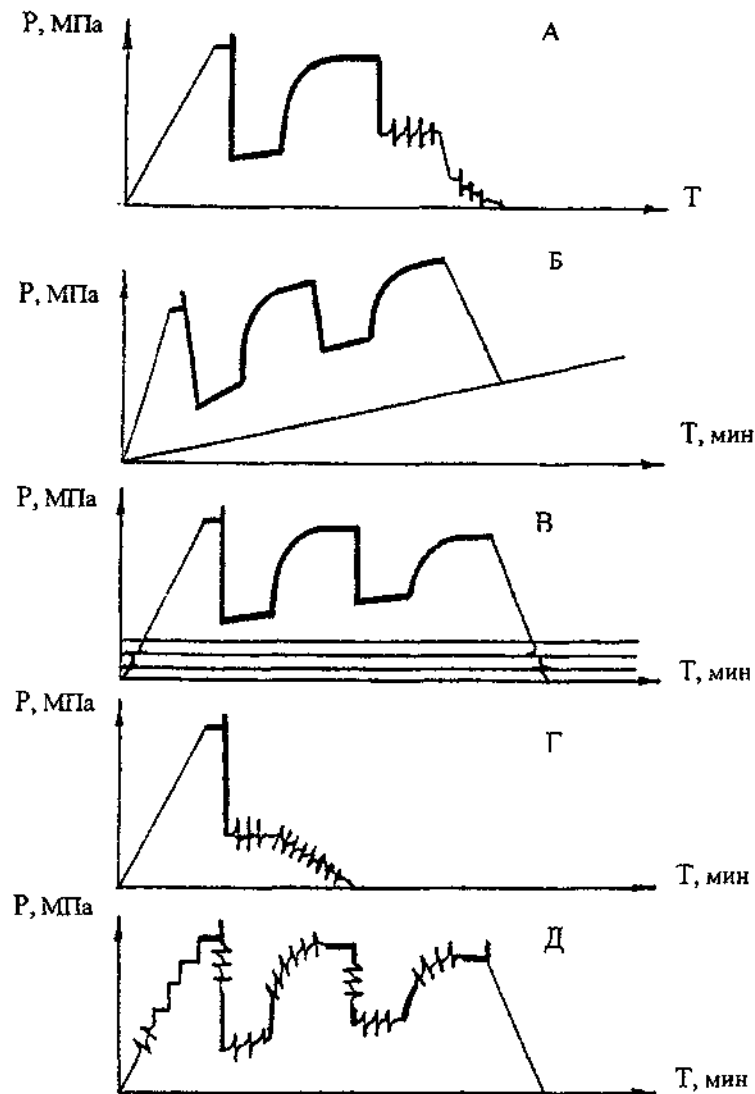 Р, МПа
А
Т
Б
Р, МПа
Т, мин
Р, МПа
В
Т, мин
Р, МПа
Г
Т, мин
Р, МПа
Д
Т, мин